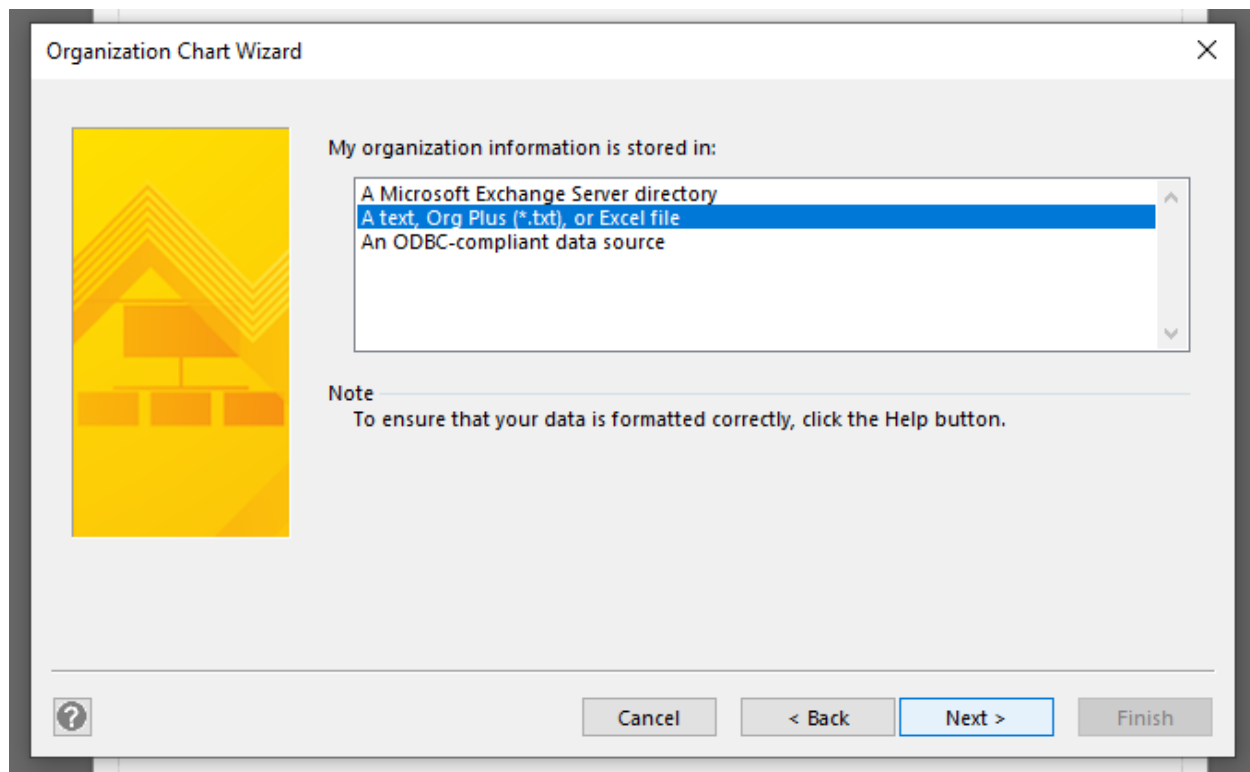 Organization Chart Wizard
My organization information is stored in:
A Microsoft Exchange Server directory
A text, Org Plus (*.txt), or Excel file
An ODBC-compliant data source
Note
To ensure that your data is formatted correctly, click the Help button.
? Cancel < Back Next > Finish